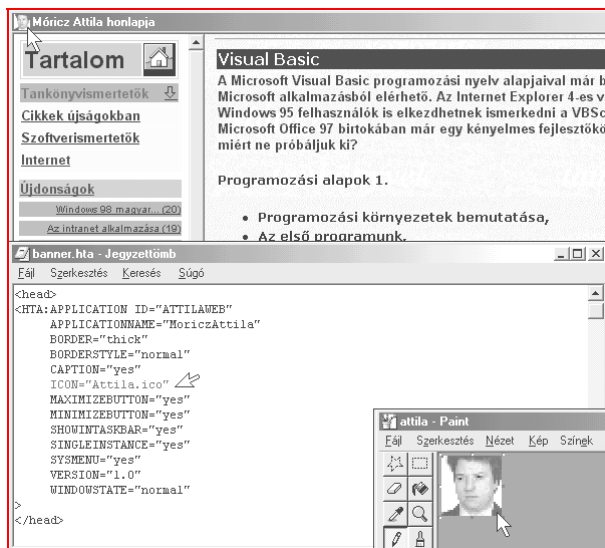 Móricz Attila honlapja
Tartalom
Tankönyvismertetők
Cikkek újságokban
Szoftverismertetők
Internet
Újdonságok
Windows 98 magyar... (20)
Az intranet alkalmazása (19)
Visual Basic
A Microsoft Visual Basic programozási nyelv alapjaival már b
Microsoft alkalmazásból elérhető. Az Internet Explorer 4-es v
Windows 95 felhasználók is elkezdhetnek ismerkedni a VBSc
Microsoft Office 97 birtokában már egy kényelmes fejlesztőkö
miért ne próbáljuk ki?
Programozási alapok 1.
• Programozási környezetek bemutatása,
• Az első programunk.
banner.hta - Jegyzettömb
Fájl Szerkesztés Keresés Súgó
<head>
<HTA:APPLICATION ID="ATTILAWEB"
APPLICATIONNAME="MoriczAttila"
BORDER="thick"
BORDERSTYLE="normal"
CAPTION="yes"
ICON="Attila.ico"
MAXIMIZEBUTTON="yes"
MINIMIZEBUTTON="yes"
SHOWINTASKBAR="yes"
SINGLEINSTANCE="yes"
SYSMENU="yes"
VERSION="1.0"
WINDOWSTATE="normal"
>
</head>
attila - Paint
Fájl Szerkesztés Nézet Kép Színek